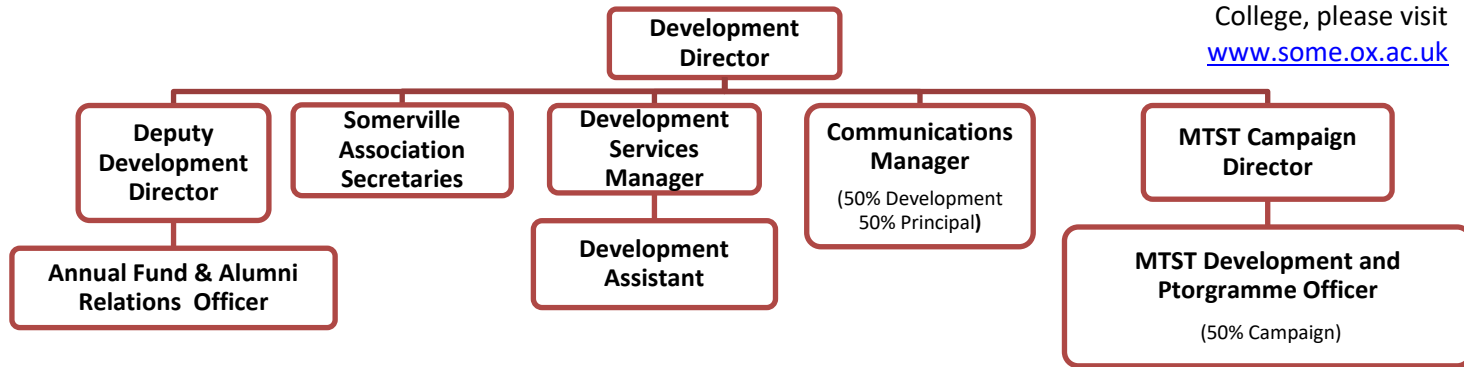 College, please visit
www.some.ox.ac.uk
Development
Director
Deputy
Development
Director
Somerville
Association
Secretaries
Development
Services
Manager
Communications
Manager
(50% Development
50% Principal)
MTST Campaign
Director
Annual Fund & Alumni
Relations Officer
Development
Assistant
MTST Development and
Ptorgramme Officer
(50% Campaign)